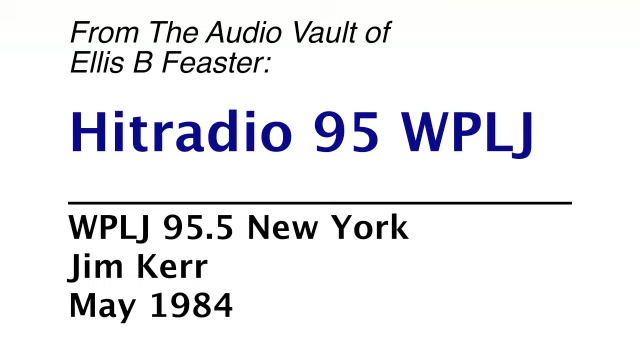 From The Audio Vault of
Ellis B Feaster:
Hitradio 95 WPLJ
WPLJ 95.5 New York
Jim Kerr
May 1984